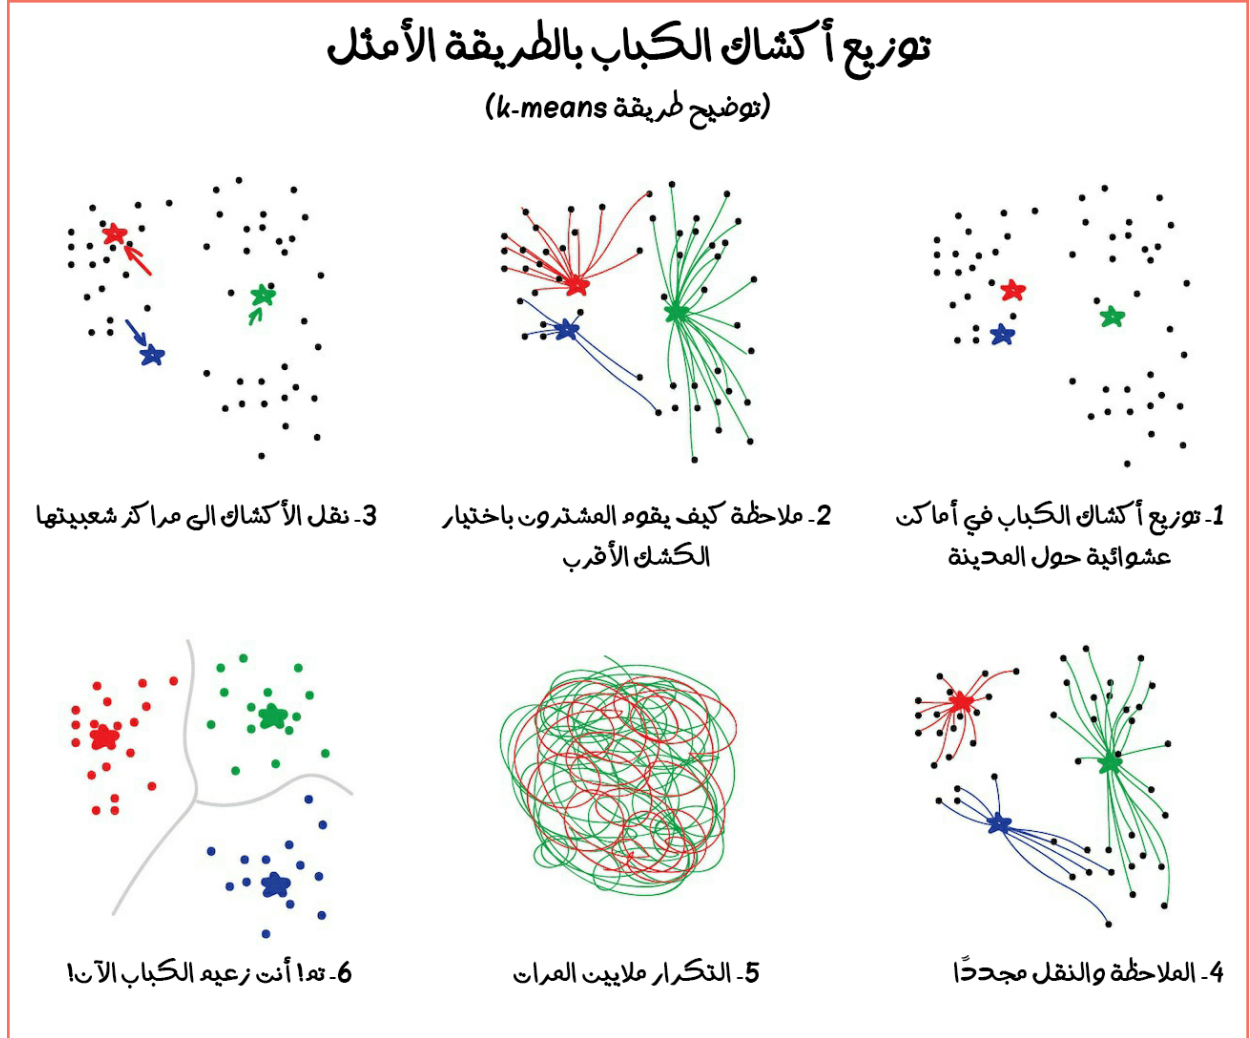 توزيع أكشاك الكباب بالطريقة الأمثل
(توضيح طريقة k-means)
1- توزيع أكشاك الكباب في أماكن
عشوائية حول المدينة
2- ملاحظة كيف يقوم المشترون باختيار
الكشك الأقرب
3- نقل الأكشاك الى مراكز شعبيتها
4- الملاحظة والنقل مجددًا
5- التكرار ملايين المرات
6- تم! أنت زعيم الكباب الآن!